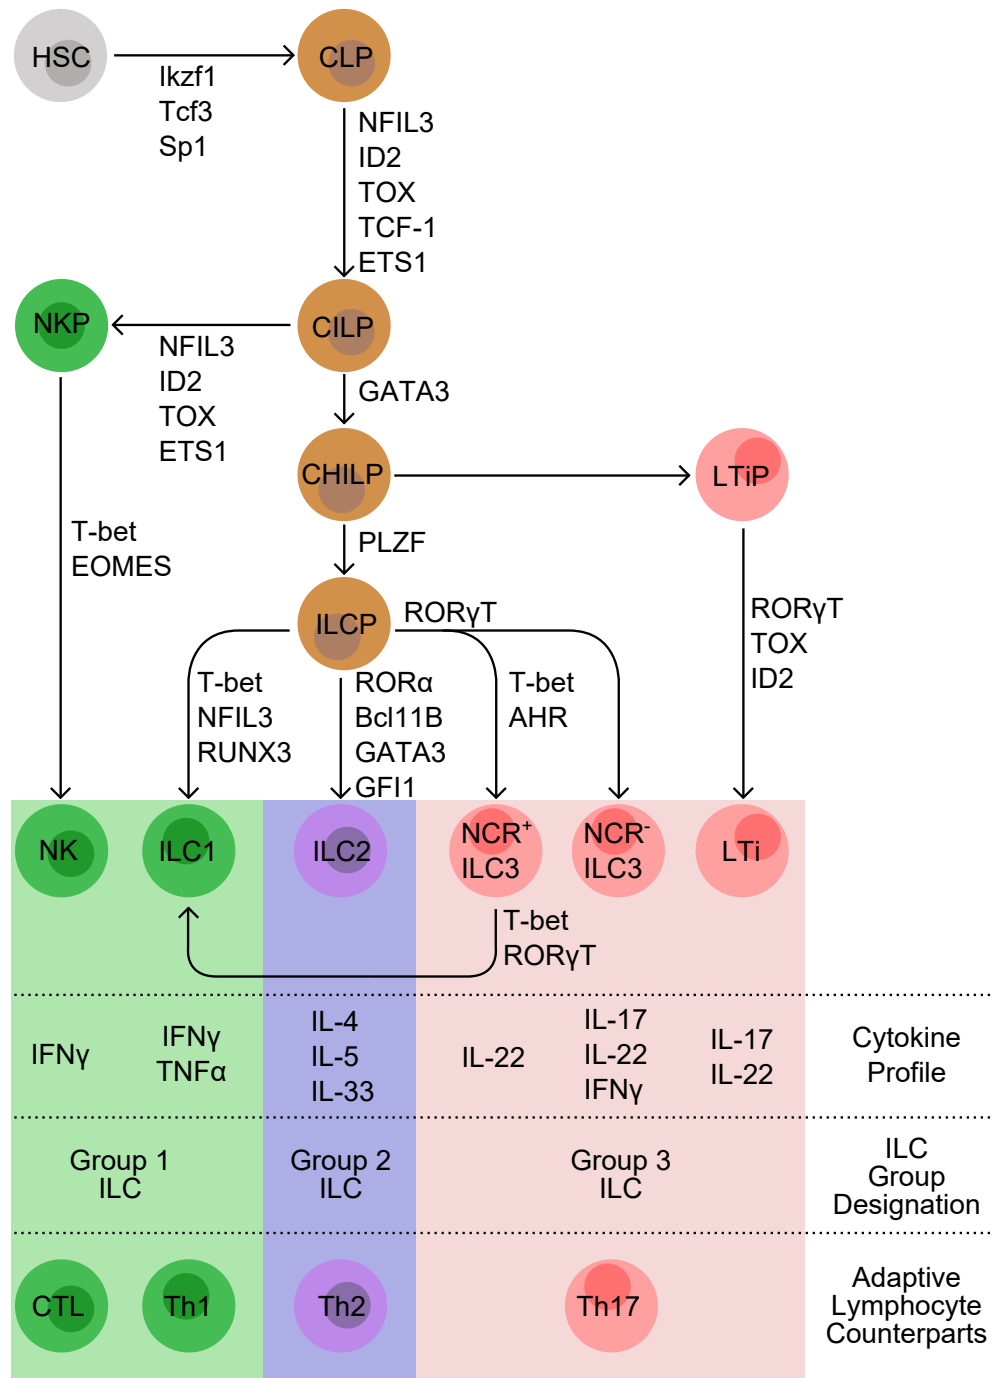 HSC
CLP
Ikzf1
Tcf3
Sp1
NFIL3
ID2
TOX
TCF-1
ETS1
NKP
CILP
NFIL3
ID2
TOX
ETS1
GATA3
CHILP
LTiP
T-bet
EOMES
PLZF
ILCP
RORγT
RORγT
TOX
ID2
T-bet
NFIL3
RUNX3
RORα
Bcl11B
GATA3
GFI1
T-bet
AHR
NK
ILC1
ILC2
NCR+
ILC3
NCR-
ILC3
LTi
T-bet
RORγT
IFNγ
IFNγ
TNFα
IL-4
IL-5
IL-33
IL-22
IL-17
IL-22
IFNγ
IL-17
IL-22
Cytokine
Profile
Group 1
ILC
Group 2
ILC
Group 3
ILC
ILC
Group
Designation
CTL
Th1
Th2
Th17
Adaptive
Lymphocyte
Counterparts